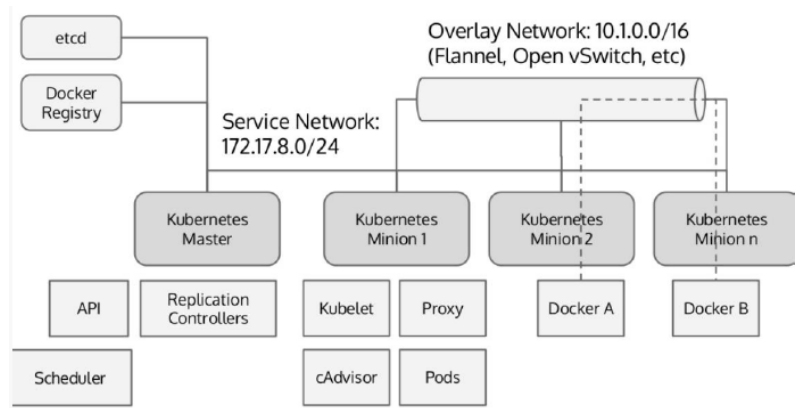 etcd
Docker
Registry
Overlay Network: 10.1.0.0/16
(Flannel, Open vSwitch, etc)
Service Network:
172.17.8.0/24
Kubernetes
Master
Kubernetes
Minion 1
Kubernetes
Minion 2
Kubernetes
Minion n
API
Replication
Controllers
Kubelet
Proxy
Docker A
Docker B
Scheduler
cAdvisor
Pods